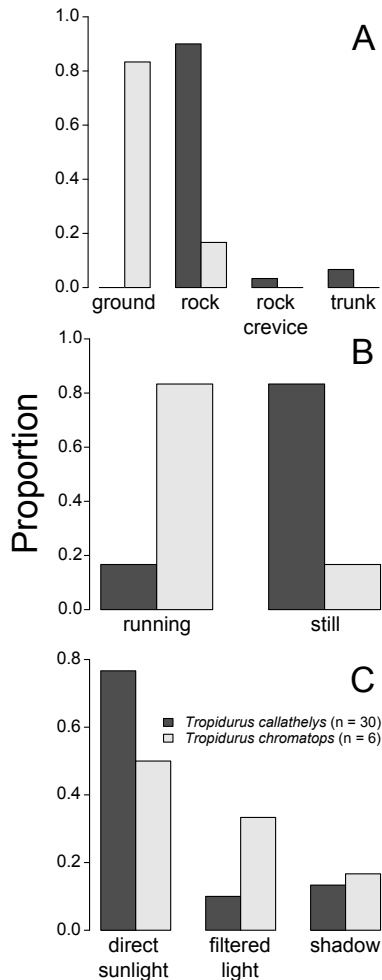 A
0.8
0.6
0.4
0.2
0.0
ground rock rock trunk
crevice
Proportion
B
1.0
0.8
0.6
0.4
0.2
0.0
running still
C
0.8
Tropidurus callathelys (n = 30)
0.6
Tropidurus chromatops (n = 6)
0.4
0.2
0.0
direct filtered shadow
sunlight light